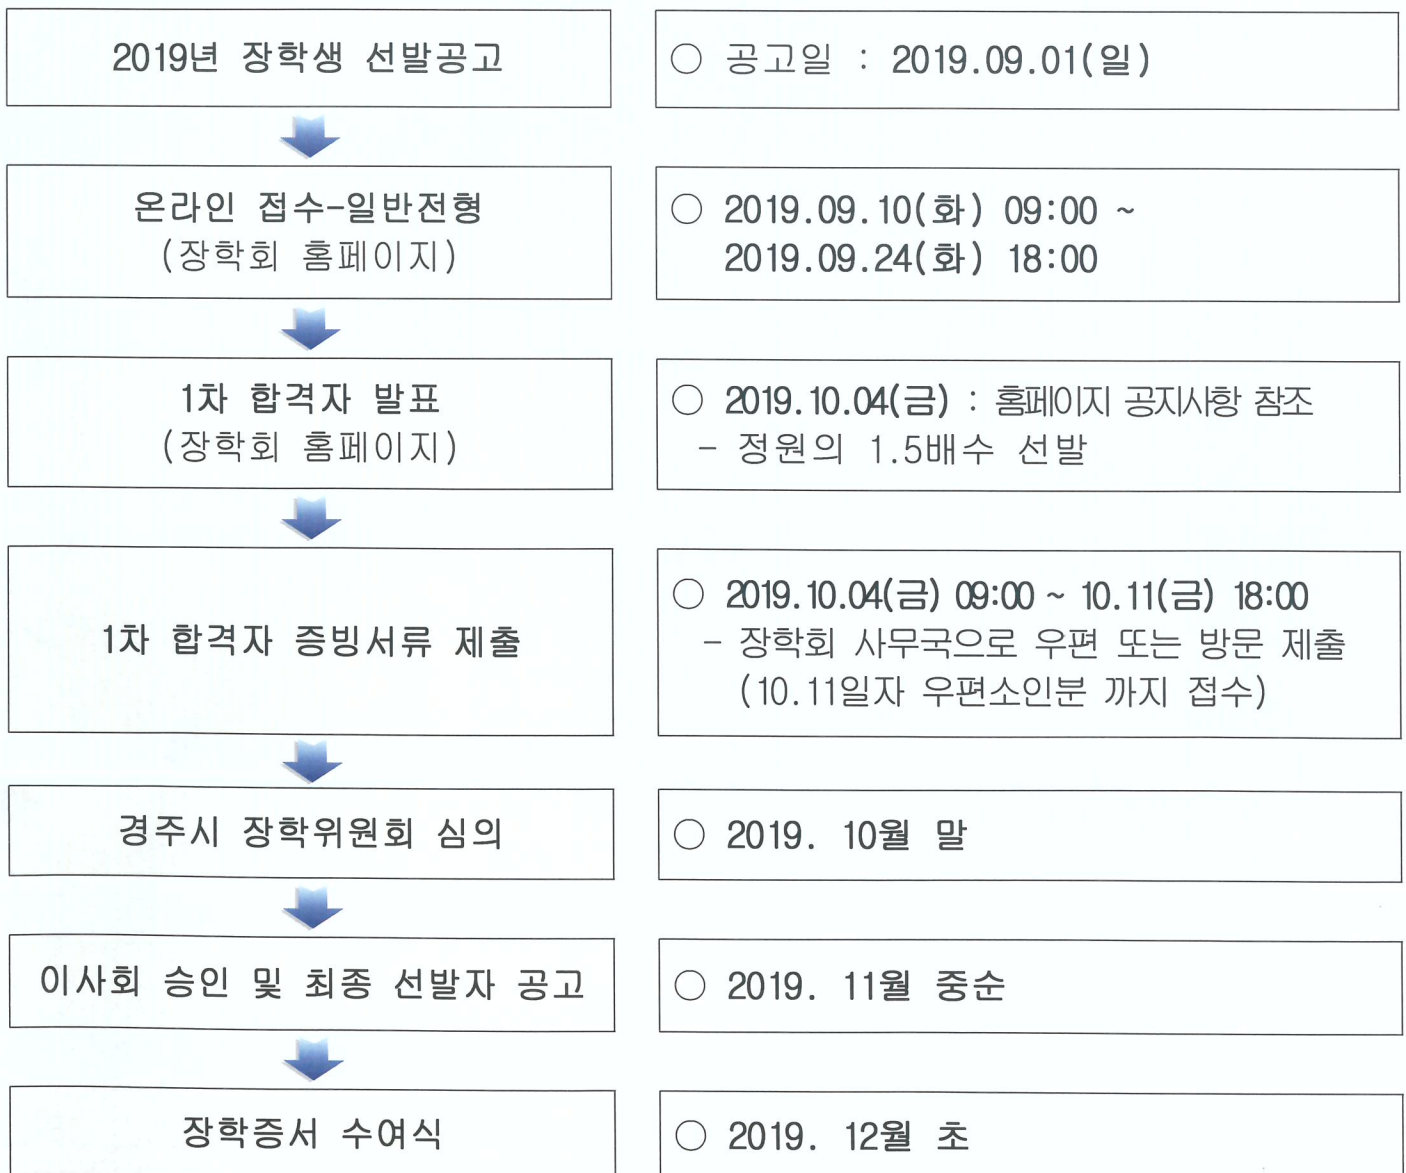 2019년 장학생 선발공고
○ 공고일 : 2019.09.01(일)
온라인 접수-일반전형
(장학회 홈페이지)
○ 2019.09.10(화) 09:00 ~
2019.09.24(화) 18:00
1차 합격자 발표
(장학회 홈페이지)
○ 2019.10.04(금) : 홈페이지 공지사항 참조
- 정원의 1.5배수 선발
1차 합격자 증빙서류 제출
○ 2019.10.04(금) 09:00 ~ 10.11(금) 18:00
- 장학회 사무국으로 우편 또는 방문 제출
(10.11일자 우편소인분 까지 접수)
경주시 장학위원회 심의
○ 2019. 10월 말
이사회 승인 및 최종 선발자 공고
○ 2019. 11월 중순
장학증서 수여식
○ 2019. 12월 초